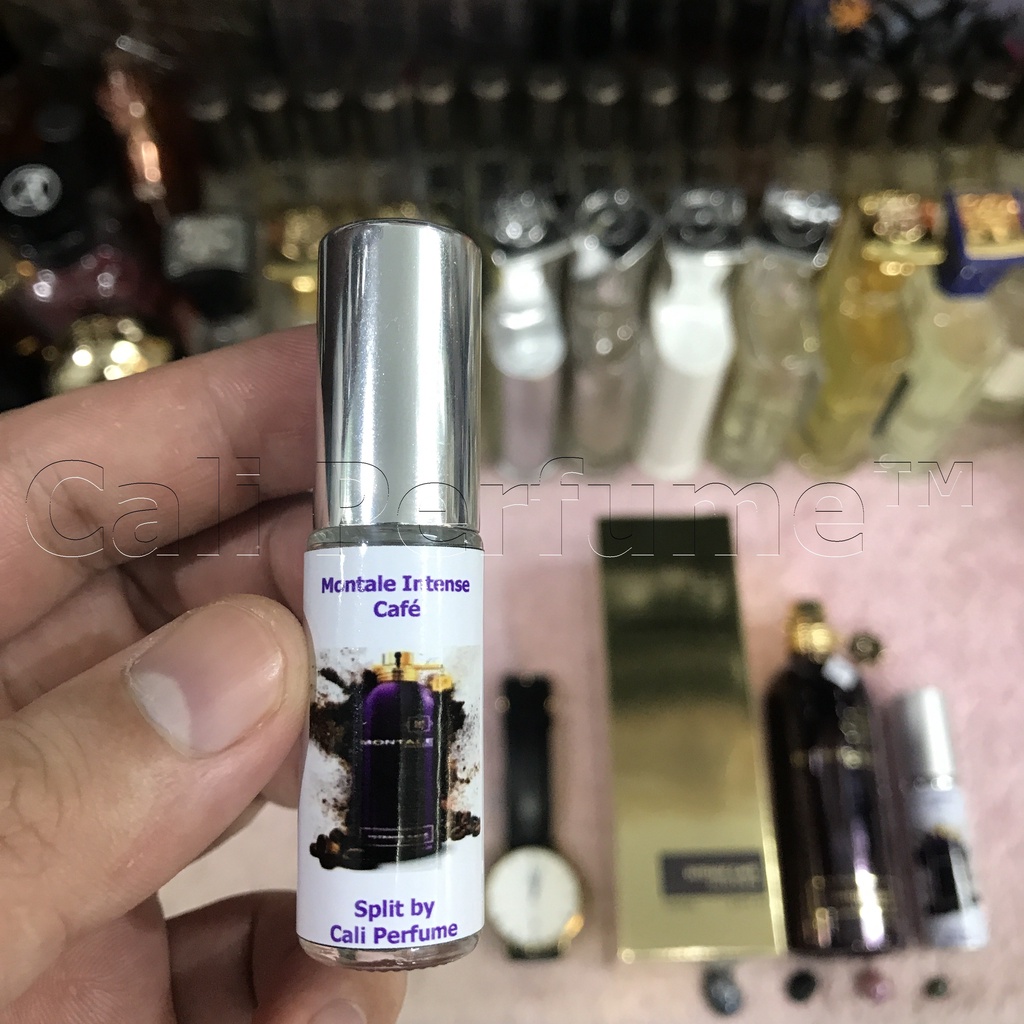 Cali Perfume™
Montale Intense
Café
MONTALE
Split by
Cali Perfume